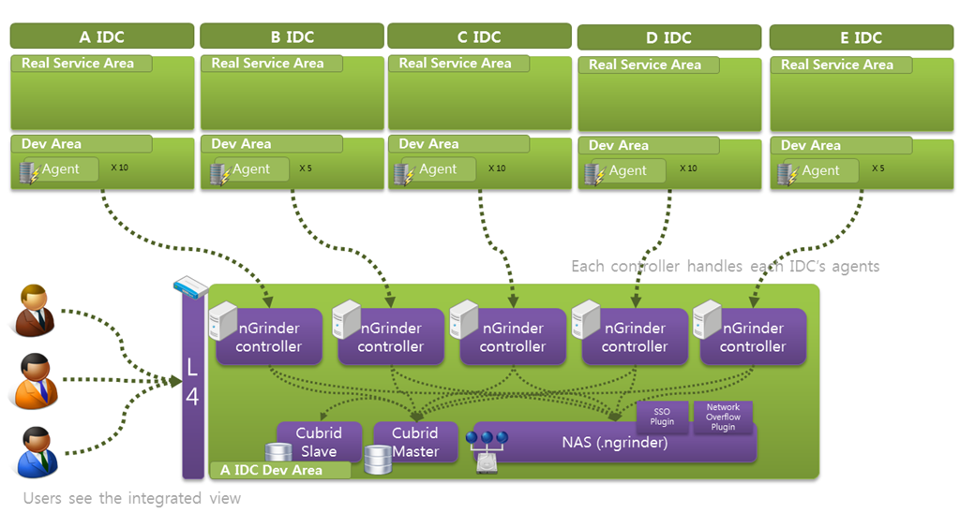 A IDC
B IDC
C IDC
D IDC
E IDC
Real Service Area
Real Service Area
Real Service Area
Real Service Area
Real Service Area
Dev Area
Dev Area
Dev Area
Dev Area
Dev Area
Agent
X 10
Agent
X 5
Agent
X 10
Agent
X 10
Agent
X 5
Each controller handles each IDC's agents
L
4
nGrinder
controller
nGrinder
controller
nGrinder
controller
nGrinder
controller
nGrinder
controller
SSO
Plugin
Network
Overflow
Plugin
Cubrid
Slave
Cubrid
Master
NAS (.ngrinder)
A IDC Dev Area
Users see the integrated view